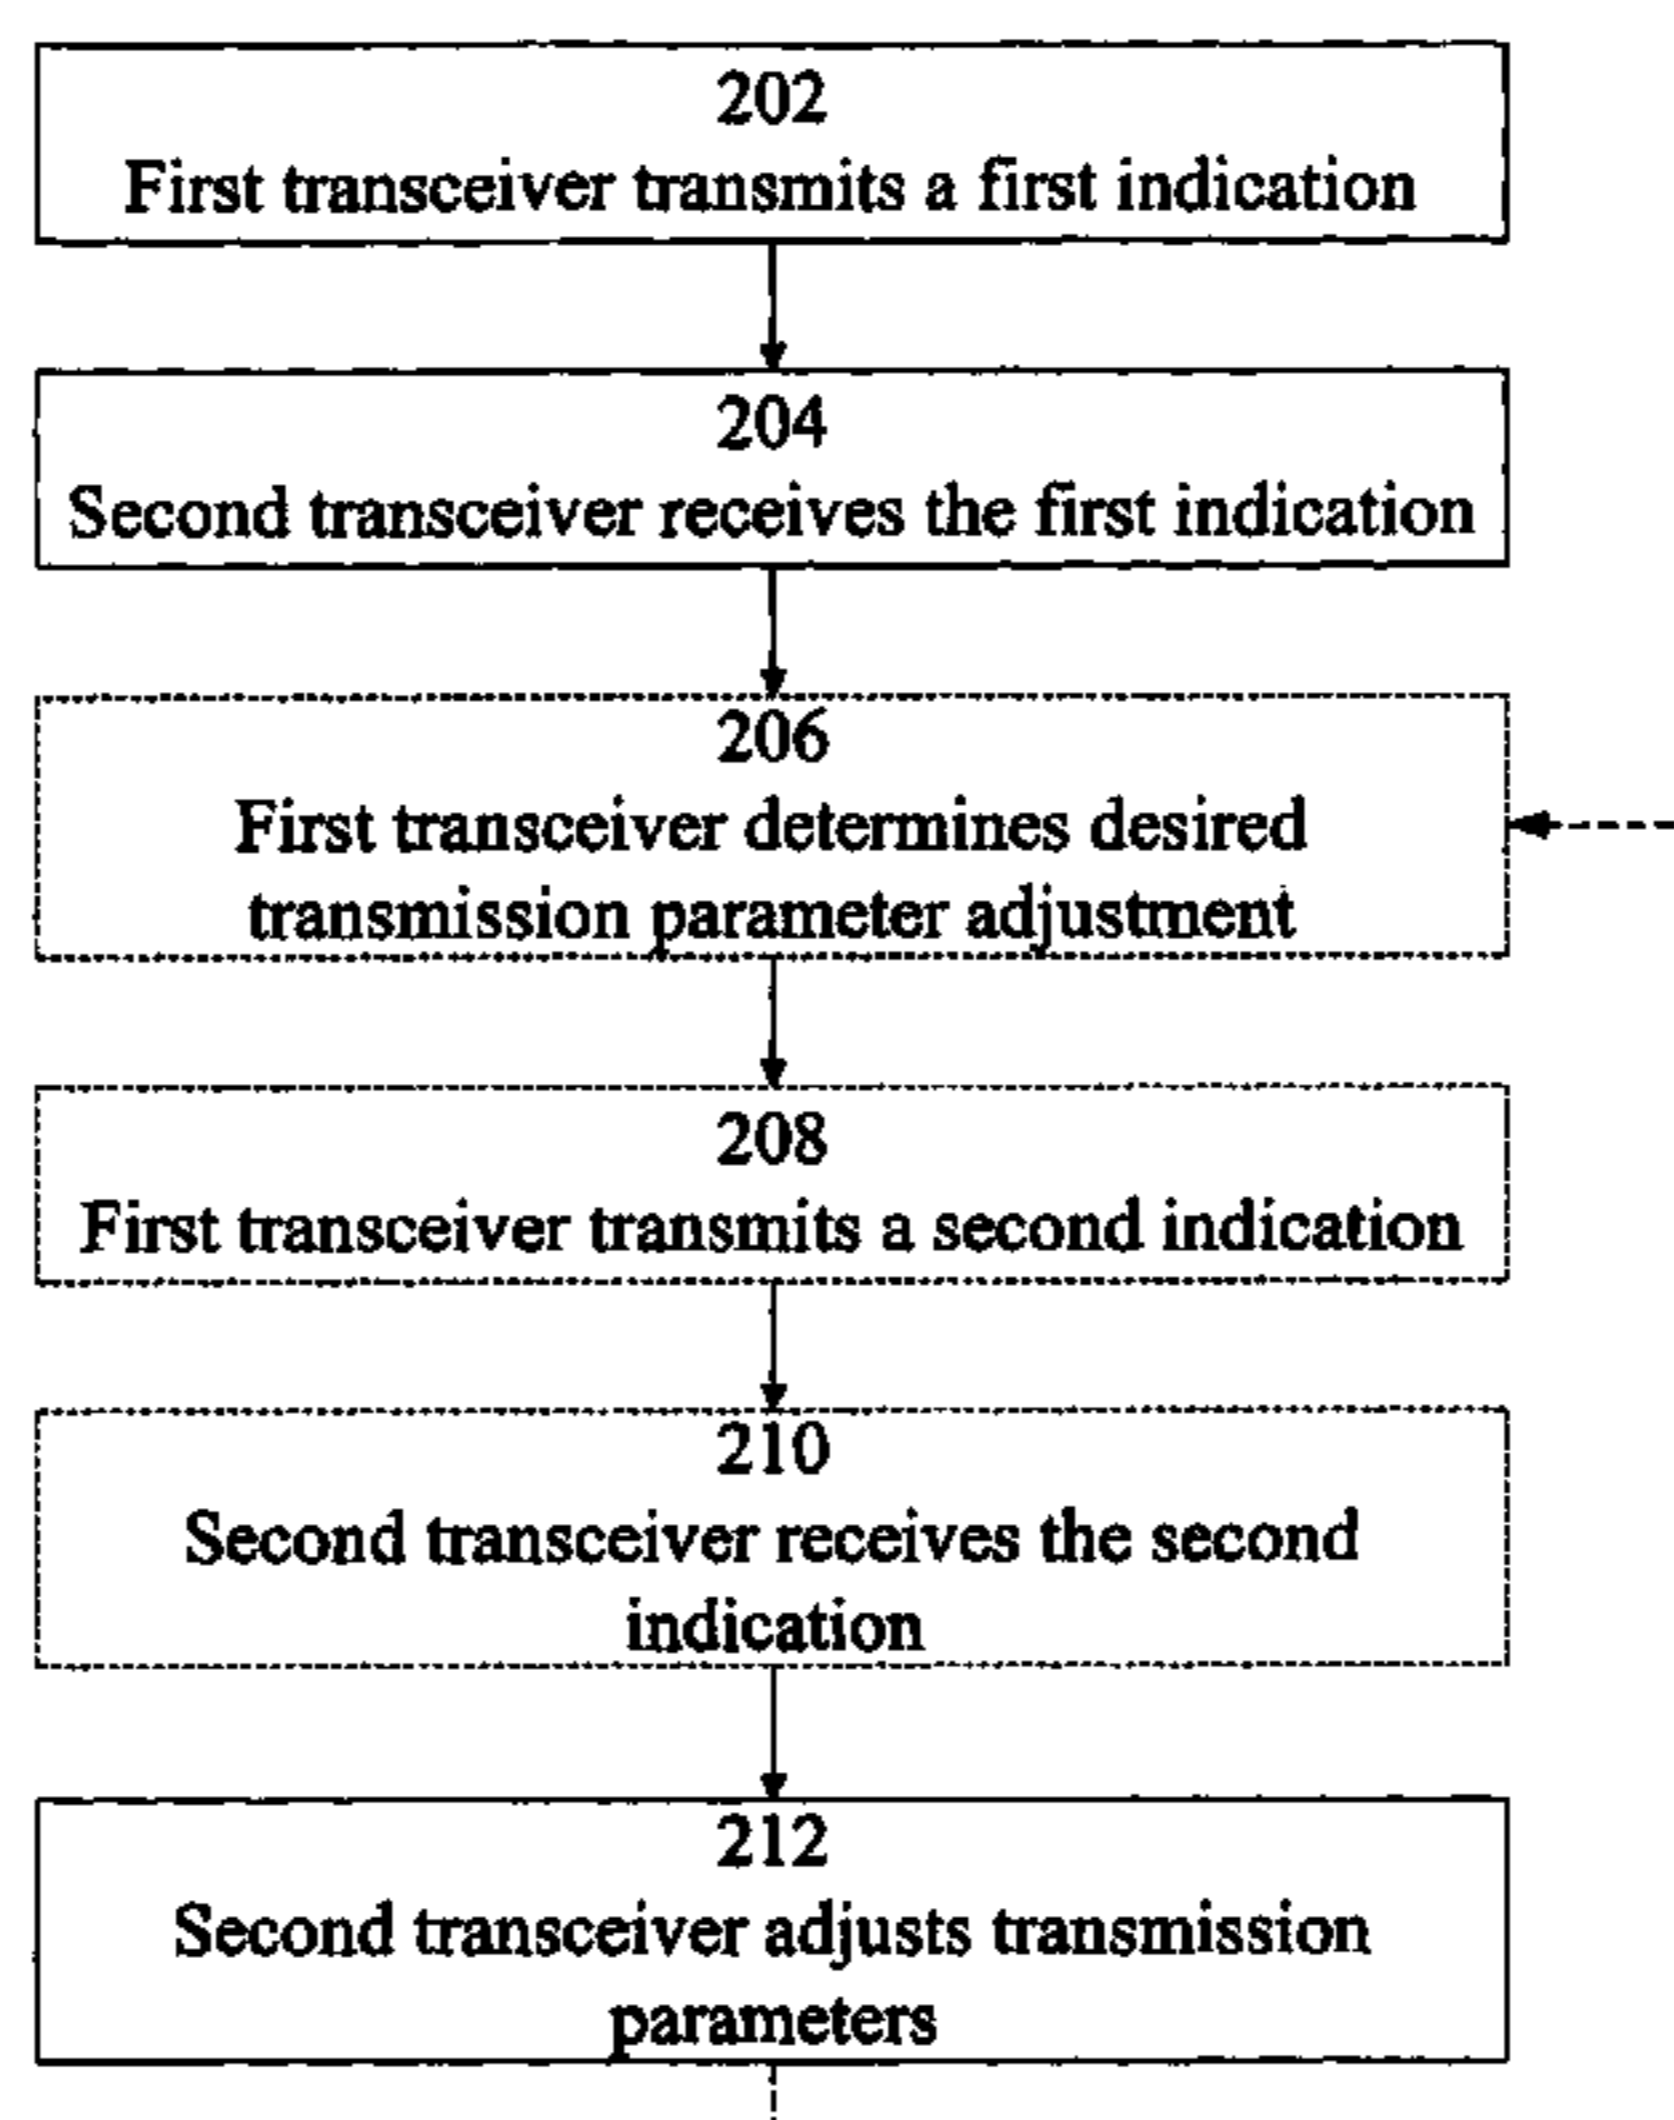 202
First transceiver transmits a first indication
204
Second transceiver receives the first indication
206
First transceiver determines desired
transmission parameter adjustment
208
First transceiver transmits a second indication
210
Second transceiver receives the second
indication
212
Second transceiver adjusts transmission
parameters